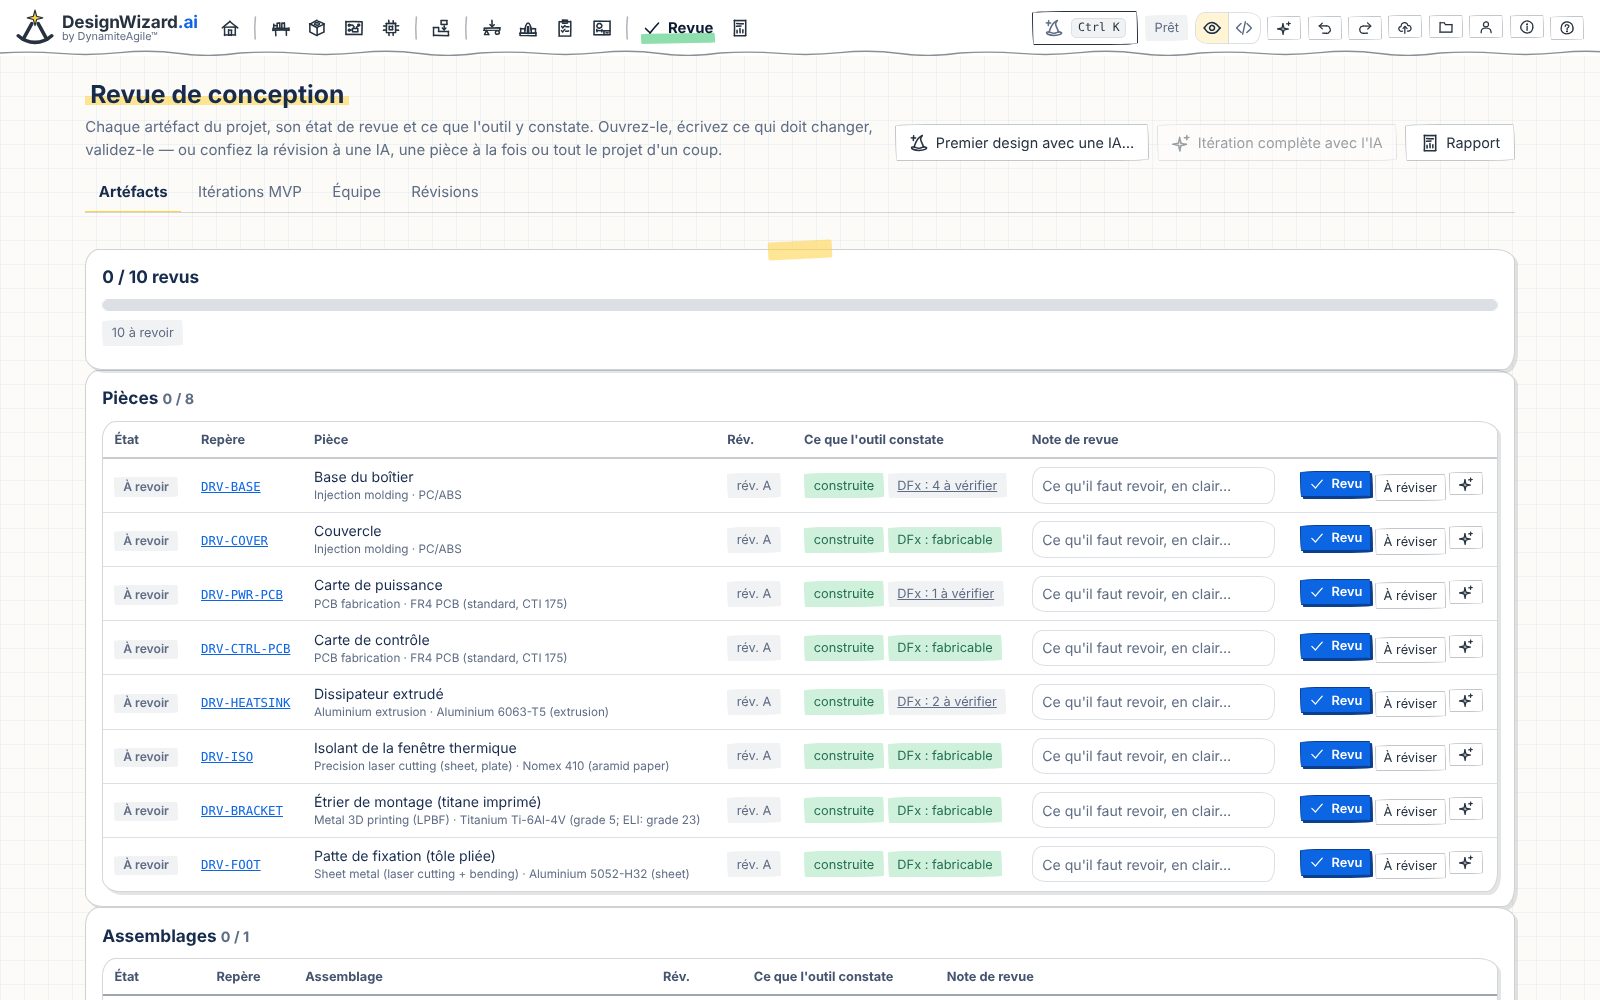 DesignWizard.ai
by DynamiteAgile™
Revue
Ctrl K
Prêt
Revue de conception
Chaque artéfact du projet, son état de revue et ce que l'outil y constate. Ouvrez-le, écrivez ce qui doit changer,
validez-le — ou confiez la révision à une IA, une pièce à la fois ou tout le projet d'un coup.
Premier design avec une IA...
Itération complète avec l'IA
Rapport
Artéfacts
Itérations MVP
Équipe
Révisions
0 / 10 revus
10 à revoir
Pièces 0 / 8
État Repère Pièce Rév. Ce que l'outil constate Note de revue
À revoir DRV-BASE Base du boîtier rév. A construite DFx : 4 à vérifier Ce qu'il faut revoir, en clair... Revu À réviser
Injection molding · PC/ABS
À revoir DRV-COVER Couvercle rév. A construite DFx : fabricable Ce qu'il faut revoir, en clair... Revu À réviser
Injection molding · PC/ABS
À revoir DRV-PWR-PCB Carte de puissance rév. A construite DFx : 1 à vérifier Ce qu'il faut revoir, en clair... Revu À réviser
PCB fabrication · FR4 PCB (standard, CTI 175)
À revoir DRV-CTRL-PCB Carte de contrôle rév. A construite DFx : fabricable Ce qu'il faut revoir, en clair... Revu À réviser
PCB fabrication · FR4 PCB (standard, CTI 175)
À revoir DRV-HEATSINK Dissipateur extrudé rév. A construite DFx : 2 à vérifier Ce qu'il faut revoir, en clair... Revu À réviser
Aluminium extrusion · Aluminium 6063-T5 (extrusion)
À revoir DRV-ISO Isolant de la fenêtre thermique rév. A construite DFx : fabricable Ce qu'il faut revoir, en clair... Revu À réviser
Precision laser cutting (sheet, plate) · Nomex 410 (aramid paper)
À revoir DRV-BRACKET Étrier de montage (titane imprimé) rév. A construite DFx : fabricable Ce qu'il faut revoir, en clair... Revu À réviser
Metal 3D printing (LPBF) · Titanium Ti-6Al-4V (grade 5; ELI: grade 23)
À revoir DRV-FOOT Patte de fixation (tôle pliée) rév. A construite DFx : fabricable Ce qu'il faut revoir, en clair... Revu À réviser
Sheet metal (laser cutting + bending) · Aluminium 5052-H32 (sheet)
Assemblages 0 / 1
État Repère Assemblage Rév. Ce que l'outil constate Note de revue